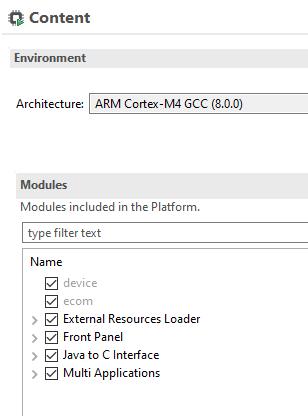 Content
Environment
Architecture: ARM Cortex-M4 GCC (8.0.0)
Modules
Modules included in the Platform.
type filter text
Name
device
ecom
External Resources Loader
Front Panel
Java to C Interface
Multi Applications